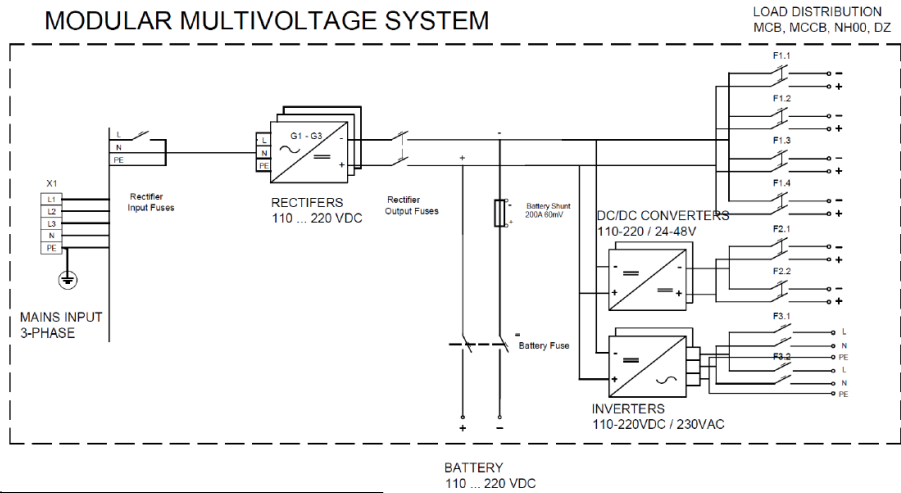 MODULAR MULTIVOLTAGE SYSTEM
LOAD DISTRIBUTION
MCB, MCCB, NH00, DZ
F1.1
-
+
F1.2
-
+
F1.3
-
+
F1.4
-
+
L
N
PE
L
N
PE
G1 - G3
-
+
-
+
X1
L1
L2
L3
N
PE
Rectifier
Input Fuses
RECTIFERS
110 ... 220 VDC
Rectifier
Output Fuses
Battery Shunt
200A 60mV
-
+
DC/DC CONVERTERS
110-220 / 24-48V
-
+
-
+
F2.1
-
+
F2.2
-
+
MAINS INPUT
3-PHASE
Battery Fuse
-
+
F3.1
L
N
PE
F3.2
L
N
PE
INVERTERS
110-220VDC / 230VAC
+
-
BATTERY
110 ... 220 VDC